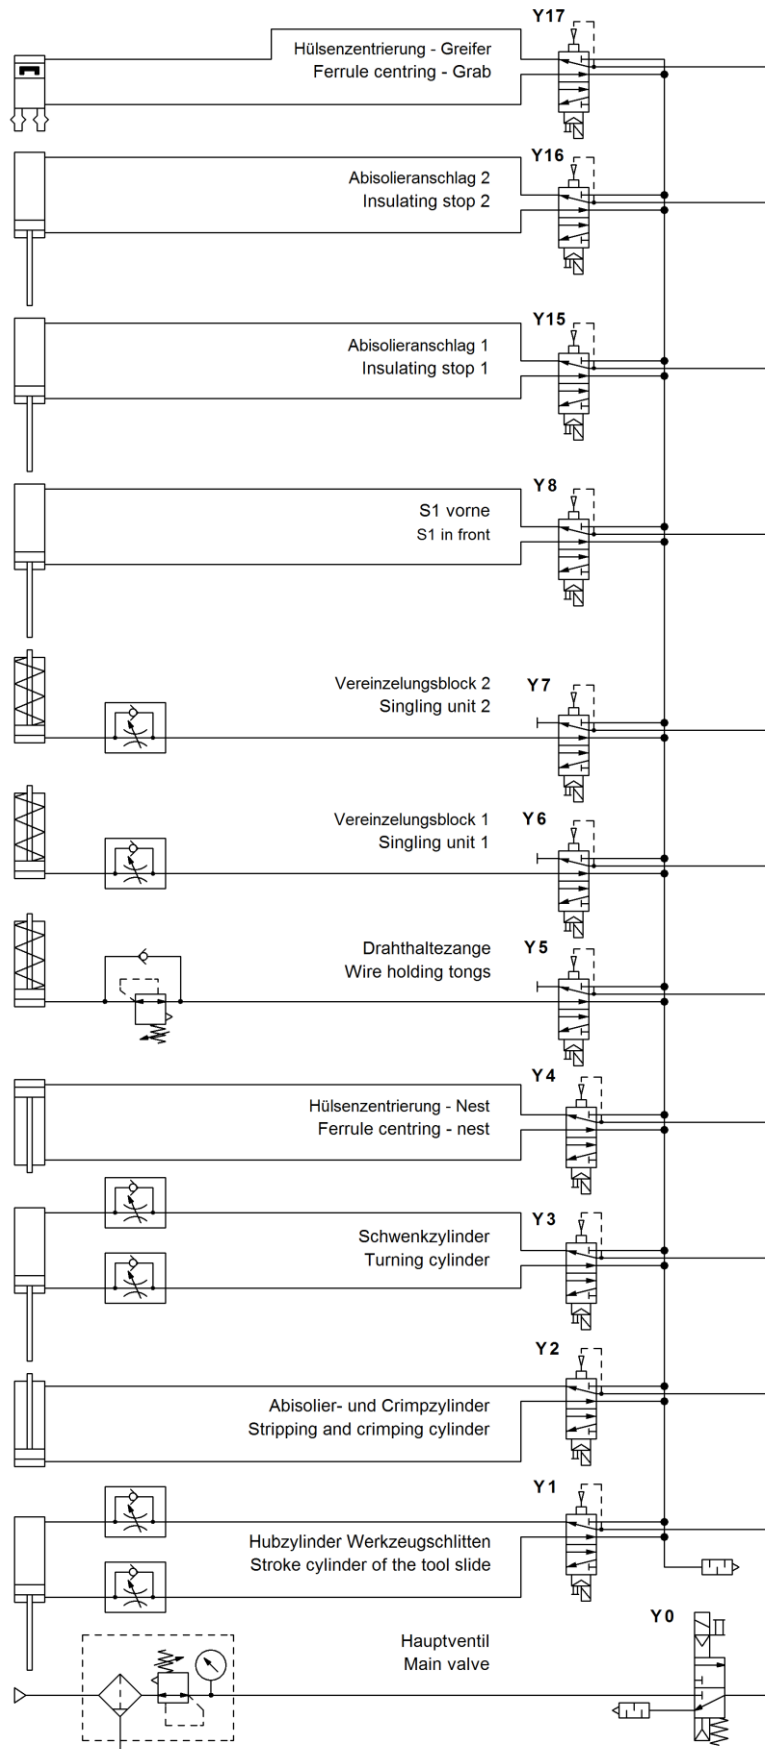 Y17
Hülsenzentrierung - Greifer
Ferrule centring - Grab
Y16
Abisolieranschlag 2
Insulating stop 2
Y15
Abisolieranschlag 1
Insulating stop 1
Y8
S1 vorne
S1 in front
Vereinzelungsblock 2 Y7
Singling unit 2
Vereinzelungsblock 1 Y6
Singling unit 1
Drahthaltezange Y5
Wire holding tongs
Y4
Hülsenzentrierung - Nest
Ferrule centring - nest
Y3
Schwenkzylinder
Turning cylinder
Y2
Abisolier- und Crimpzylinder
Stripping and crimping cylinder
Y1
Hubzylinder Werkzeugschlitten
Stroke cylinder of the tool slide
Y0
Hauptventil
Main valve